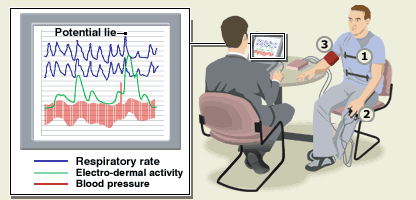 Potential lie
Respiratory rate
Electro-dermal activity
Blood pressure
3
1
2